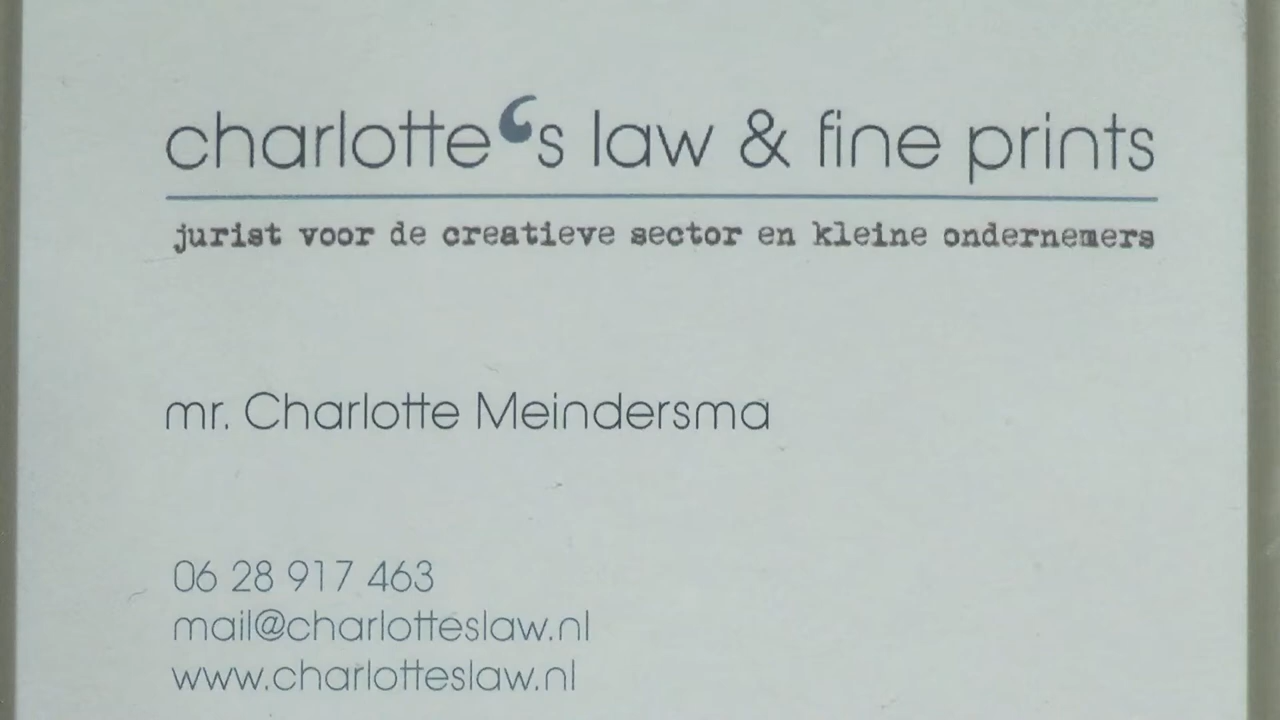 charlotte‘s law & fine prints
jurist voor de creatieve sector en kleine ondernemers
mr. Charlotte Meindersma
06 28 917 463
mail@charlotteslaw.nl
www.charlotteslaw.nl